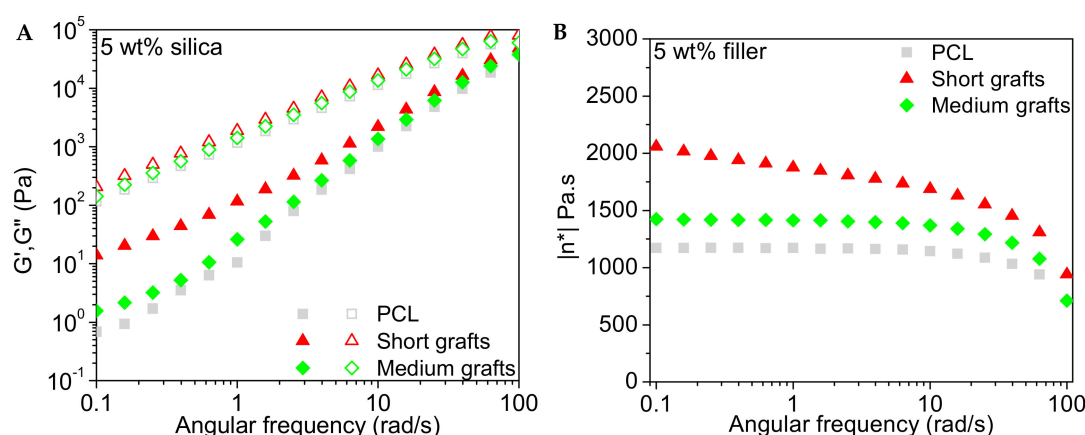 A
5 wt% silica
G',G'' (Pa)
10^5
10^4
10^3
10^2
10^1
10^0
10^-1
0.1 1 10 100
Angular frequency (rad/s)
PCL
Short grafts
Medium grafts
B
5 wt% filler
|n*| Pa.s
3000
2500
2000
1500
1000
500
0
0.1 1 10 100
Angular frequency (rad/s)
PCL
Short grafts
Medium grafts